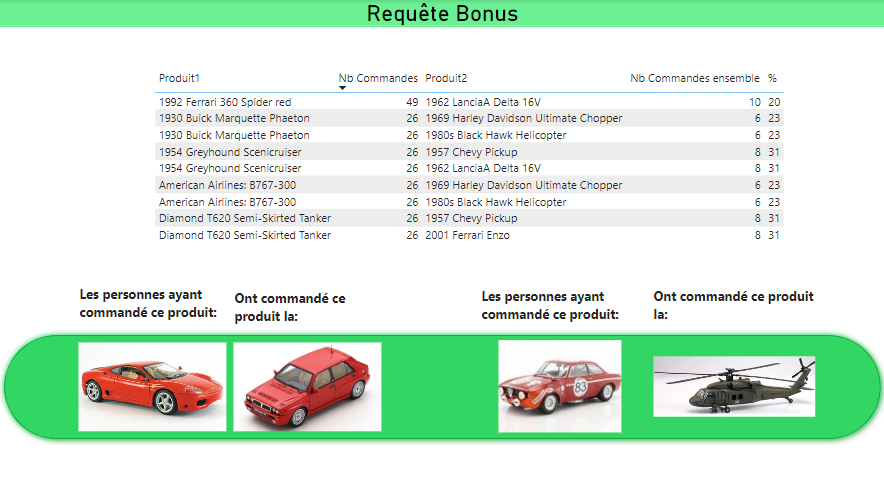 Requête Bonus
Produit1 Nb Commandes Produit2 Nb Commandes ensemble %
1992 Ferrari 360 Spider red 49 1962 LanciaA Delta 16V 10 20
1930 Buick Marquette Phaeton 26 1969 Harley Davidson Ultimate Chopper 6 23
1930 Buick Marquette Phaeton 26 1980s Black Hawk Helicopter 6 23
1954 Greyhound Scenicruiser 26 1957 Chevy Pickup 8 31
1954 Greyhound Scenicruiser 26 1962 LanciaA Delta 16V 8 31
American Airlines: B767-300 26 1969 Harley Davidson Ultimate Chopper 6 23
American Airlines: B767-300 26 1980s Black Hawk Helicopter 6 23
Diamond T620 Semi-Skirted Tanker 26 1957 Chevy Pickup 8 31
Diamond T620 Semi-Skirted Tanker 26 2001 Ferrari Enzo 8 31
Les personnes ayant
commandé ce produit:
Ont commandé ce
produit la:
Les personnes ayant
commandé ce produit:
Ont commandé ce produit
la:
83